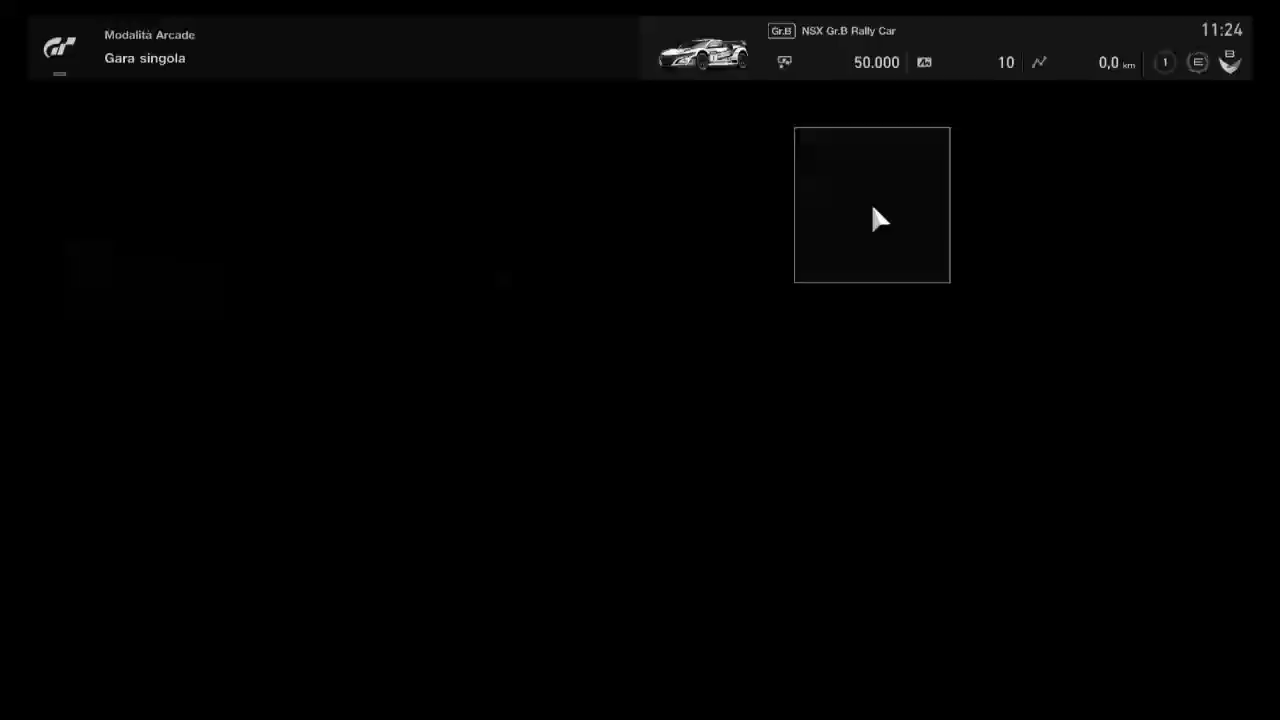 Modalità Arcade
Gara singola
Gr.B NSX Gr.B Rally Car
50.000 10 0,0 km 1 E B
11:24